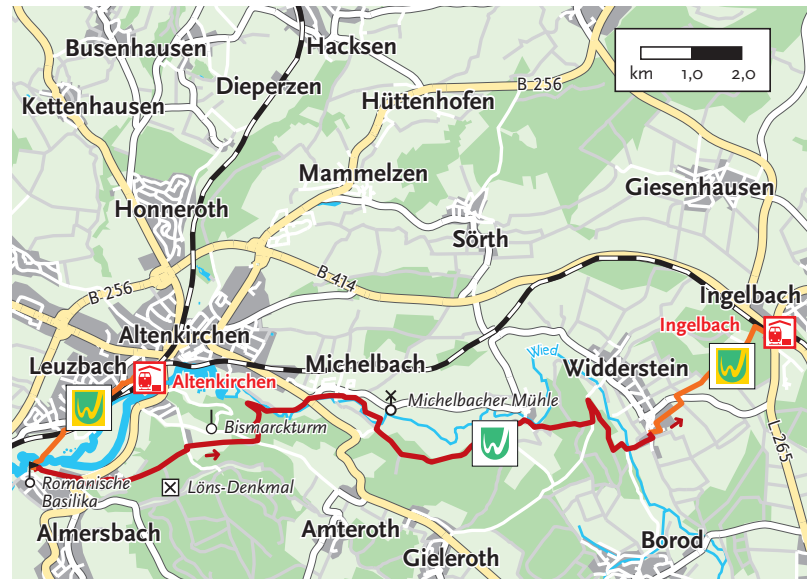 Busenhausen
Hacksen
Dieperzen
Kettenhausen
Hüttenhofen
B 256
km 1,0 2,0
Mammelzen
Giesenhausen
Honneroth
Sörth
B 256
B 414
Ingelbach
Ingelbach
Altenkirchen
Leuzbach
Altenkirchen
Michelbach
Wied
Widderstein
W
W
Michelbacher Mühle
Bismarckturm
W
L 265
Romanische
Basilika
Löns-Denkmal
Almersbach
Amteroth
Gieleroth
Borod